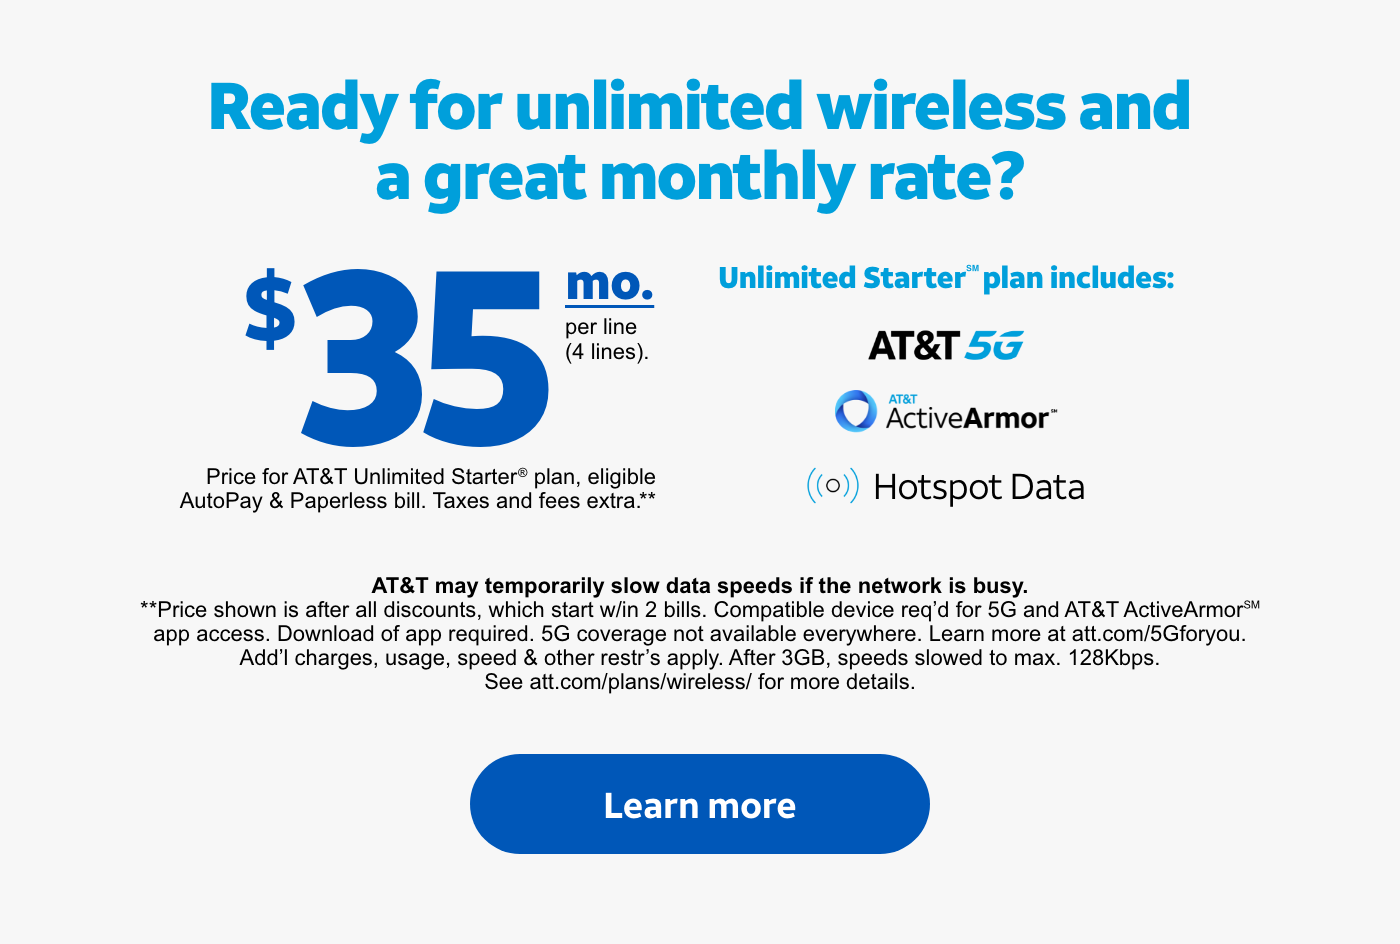 Ready for unlimited wireless and
a great monthly rate?
$35 mo.
per line
(4 lines).
Price for AT&T Unlimited Starter® plan, eligible
AutoPay & Paperless bill. Taxes and fees extra.**
Unlimited Starter℠ plan includes:
AT&T 5G
AT&T
ActiveArmor℠
Hotspot Data
AT&T may temporarily slow data speeds if the network is busy.
**Price shown is after all discounts, which start w/in 2 bills. Compatible device req’d for 5G and AT&T ActiveArmor℠
app access. Download of app required. 5G coverage not available everywhere. Learn more at att.com/5Gforyou.
Add’l charges, usage, speed & other restr’s apply. After 3GB, speeds slowed to max. 128Kbps.
See att.com/plans/wireless/ for more details.
Learn more